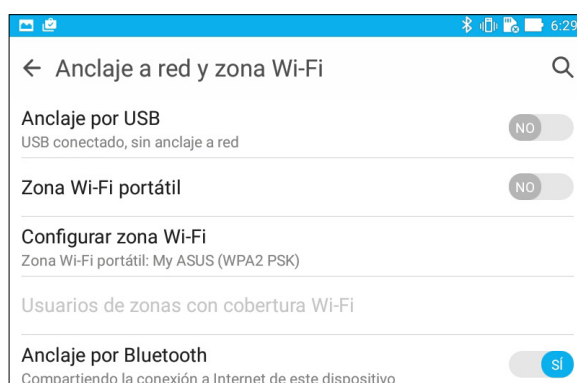 6:29
Anclaje a red y zona Wi-Fi
Anclaje por USB
NO
USB conectado, sin anclaje a red
Zona Wi-Fi portátil
NO
Configurar zona Wi-Fi
Zona Wi-Fi portátil: My ASUS (WPA2 PSK)
Usuarios de zonas con cobertura Wi-Fi
Anclaje por Bluetooth
SÍ
Compartiendo la conexión a Internet de este dispositivo